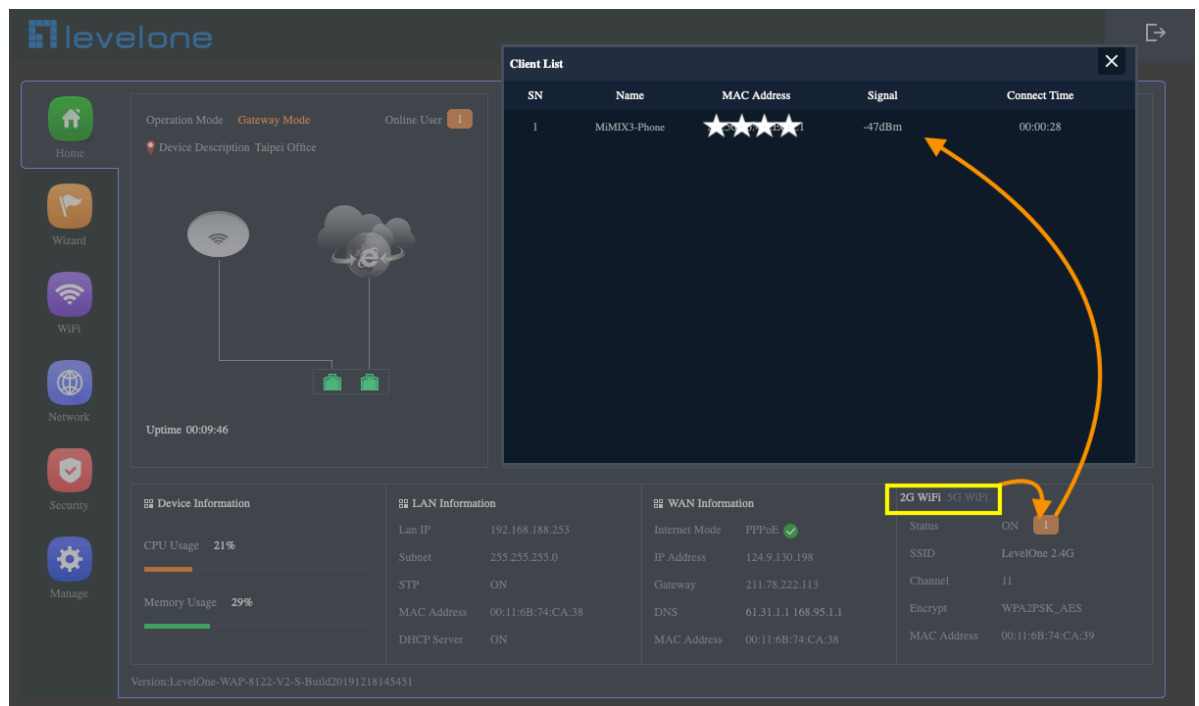 levelone
Client List
SN Name MAC Address Signal Connect Time
1 MiMIX3-Phone -47dBm 00:00:28
Home
Wizard
WiFi
Network
Security
Manage
Operation Mode Gateway Mode Online User 1
Device Description Taipei Office
Uptime 00:09:46
Device Information
CPU Usage 21%
Memory Usage 29%
LAN Information
Lan IP 192.168.188.253
Subnet 255.255.255.0
STP ON
MAC Address 00:11:6B:74:CA:38
DHCP Server ON
WAN Information
Internet Mode PPPoE
IP Address 124.9.130.198
Gateway 211.78.222.113
DNS 61.31.1.1 168.95.1.1
MAC Address 00:11:6B:74:CA:38
2G WiFi 5G WiFi
Status ON 1
SSID LevelOne 2.4G
Channel 11
Encrypt WPA2PSK_AES
MAC Address 00:11:6B:74:CA:39
Version:LevelOne-WAP-8122-V2-S-Build20191218145451